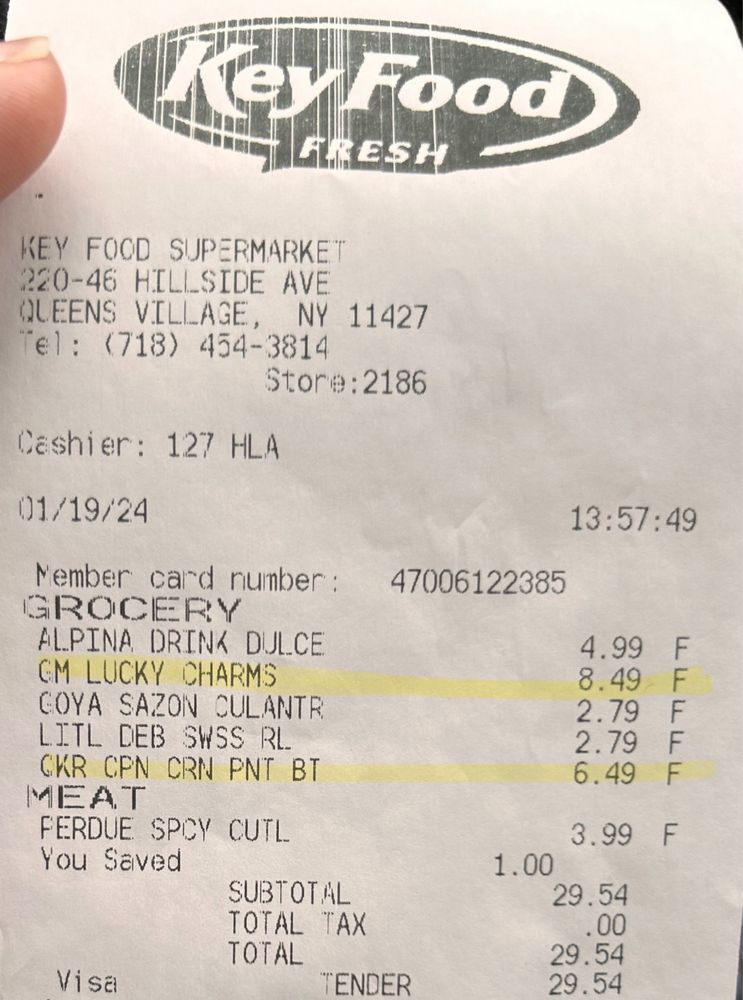 Key Food
FRESH
KEY FOOD SUPERMARKET
220-46 HILLSIDE AVE
QUEENS VILLAGE, NY 11427
Tel: (718) 454-3814
Store:2186
Cashier: 127 HLA
01/19/24 13:57:49
Member card number: 47006122385
GROCERY
ALPINA DRINK DULCE 4.99 F
GM LUCKY CHARMS 8.49 F
GOYA SAZON CULANTR 2.79 F
LITL DEB SWSS RL 2.79 F
QKR CPN CRN PNT BT 6.49 F
MEAT
PERDUE SPCY CUTL 3.99 F
You Saved 1.00
SUBTOTAL 29.54
TOTAL TAX .00
TOTAL 29.54
Visa TENDER 29.54